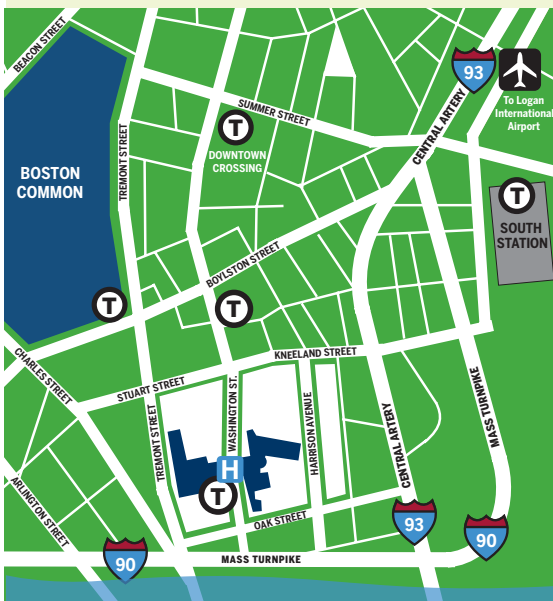 BEACON STREET
93
To Logan
International
Airport
SUMMER STREET
T
DOWNTOWN
CROSSING
CENTRAL ARTERY
TREMONT STREET
BOSTON
COMMON
T
SOUTH
STATION
BOYLSTON STREET
T
T
CHARLES STREET
KNEELAND STREET
STUART STREET
WASHINGTON ST.
HARRISON AVENUE
TREMONT STREET
CENTRAL ARTERY
MASS TURNPIKE
H
T
ARLINGTON STREET
OAK STREET
93
90
90
MASS TURNPIKE